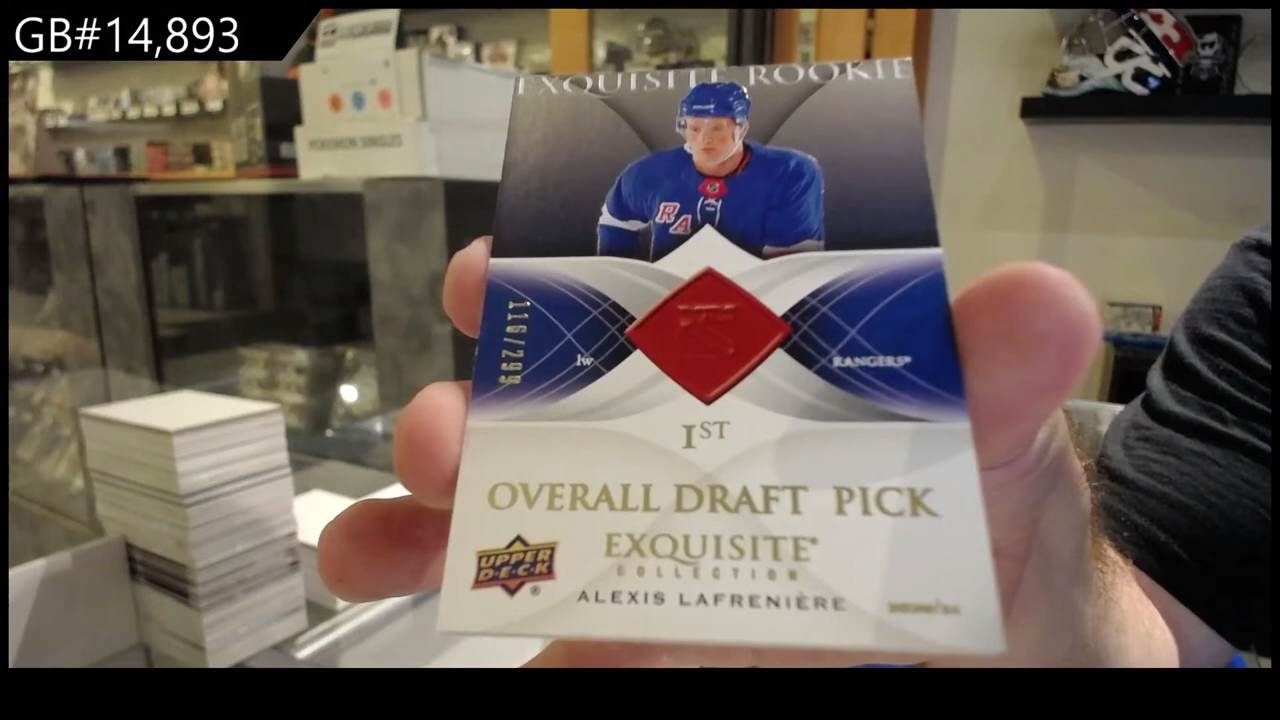 GB#14,893
POKEMON SINGLES
EXQUISITE ROOKIE
RA
116/299
lw
RANGERS®
1ST
OVERALL DRAFT PICK
EXQUISITE®
COLLECTION
UPPER
D·E·C·K®
ALEXIS LAFRENIÈRE